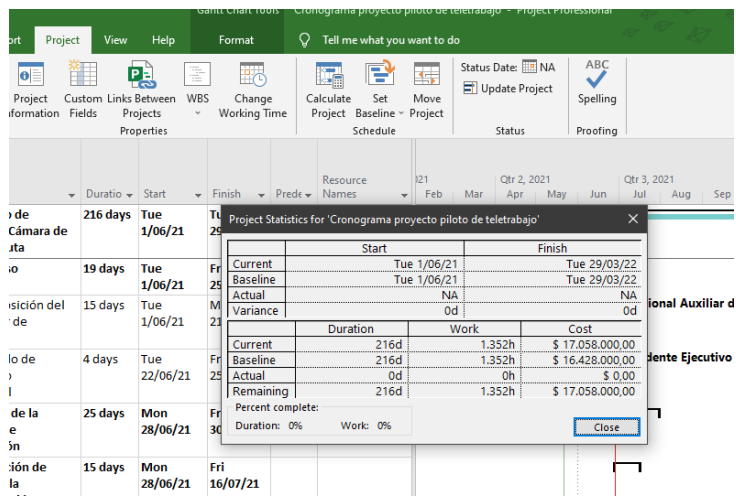 Gantt Chart Tools Cronograma proyecto piloto de teletrabajo - Project Professional
ort Project View Help Format Tell me what you want to do
Project Information
Custom Fields
Links Between Projects
WBS
Change Working Time
Properties
Calculate Project
Set Baseline
Move Project
Schedule
Status Date: NA
Update Project
Status
ABC
Spelling
Proofing
Duratio Start Finish Prede Resource Names
021 Qtr 2, 2021 Qtr 3, 2021
Feb Mar Apr May Jun Jul Aug Sep
o de
Cámara de
uta
216 days Tue 1/06/21
so
19 days Tue 1/06/21
sición del
r de
15 days Tue 1/06/21
lo de
4 days Tue 22/06/21
de la
e
ón
25 days Mon 28/06/21
ión de
la
15 days Mon 28/06/21 Fri 16/07/21
Project Statistics for 'Cronograma proyecto piloto de teletrabajo'
Start Finish
Current Tue 1/06/21 Tue 29/03/22
Baseline Tue 1/06/21 Tue 29/03/22
Actual NA NA
Variance 0d 0d
Duration Work Cost
Current 216d 1.352h $ 17.058.000,00
Baseline 216d 1.352h $ 16.428.000,00
Actual 0d 0h $ 0,00
Remaining 216d 1.352h $ 17.058.000,00
Percent complete:
Duration: 0% Work: 0%
Close
ional Auxiliar d
dente Ejecutivo